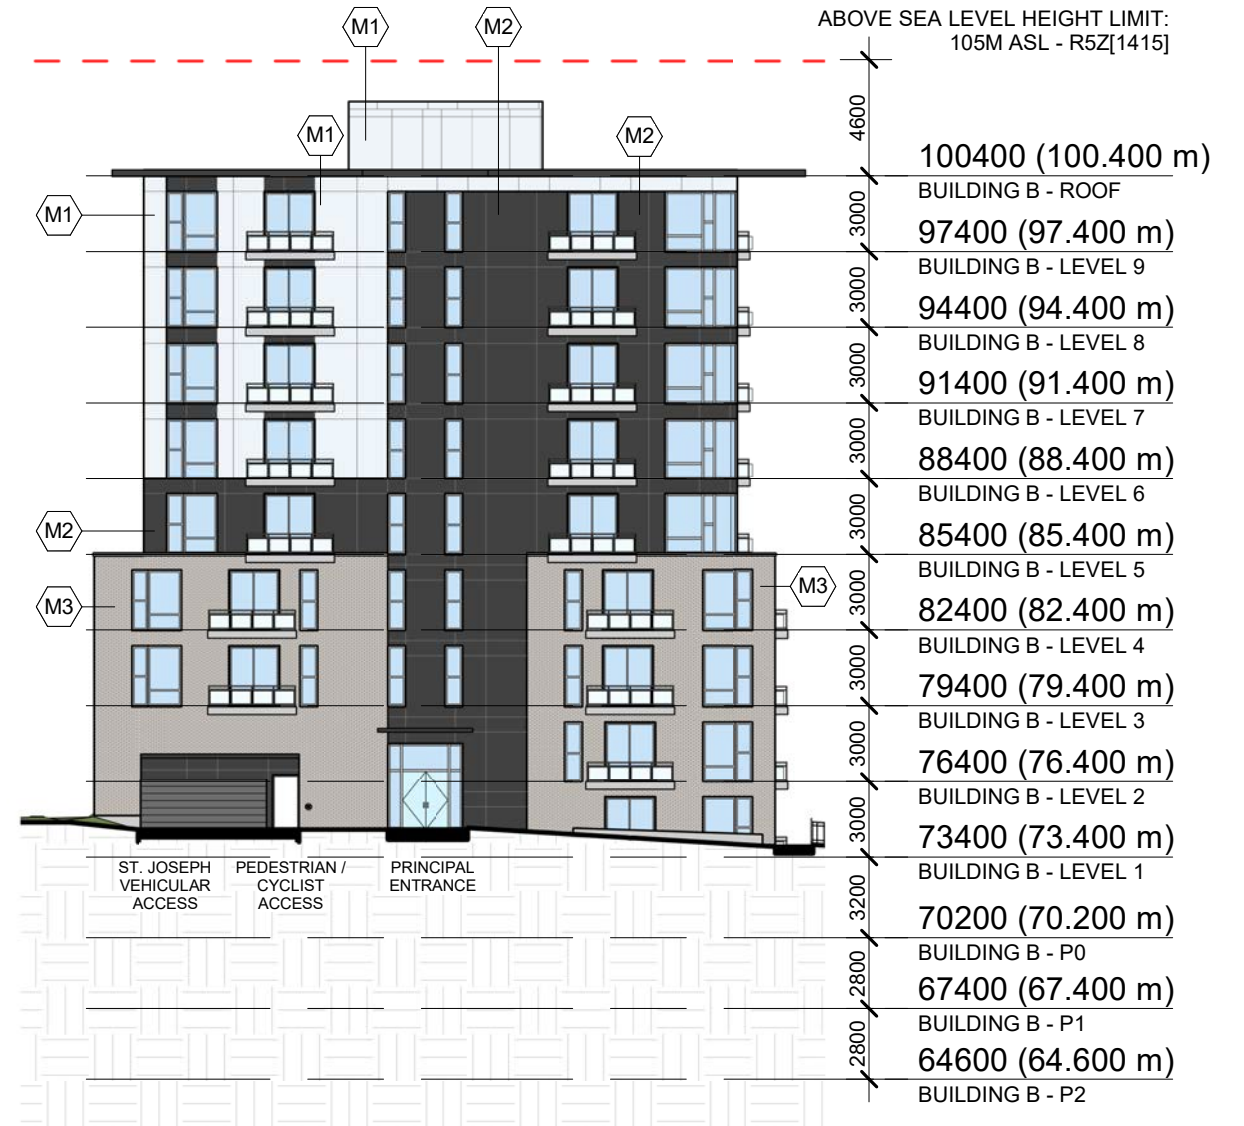 M1
M2
ABOVE SEA LEVEL HEIGHT LIMIT:
105M ASL - R5Z[1415]
4600
M1
M2
100400 (100.400 m)
BUILDING B - ROOF
M1
3000
97400 (97.400 m)
BUILDING B - LEVEL 9
3000
94400 (94.400 m)
BUILDING B - LEVEL 8
3000
91400 (91.400 m)
BUILDING B - LEVEL 7
3000
88400 (88.400 m)
BUILDING B - LEVEL 6
M2
3000
85400 (85.400 m)
BUILDING B - LEVEL 5
M3
M3
3000
82400 (82.400 m)
BUILDING B - LEVEL 4
3000
79400 (79.400 m)
BUILDING B - LEVEL 3
3000
76400 (76.400 m)
BUILDING B - LEVEL 2
3000
73400 (73.400 m)
BUILDING B - LEVEL 1
ST. JOSEPH
VEHICULAR
ACCESS
PEDESTRIAN /
CYCLIST
ACCESS
PRINCIPAL
ENTRANCE
3200
70200 (70.200 m)
BUILDING B - P0
2800
67400 (67.400 m)
BUILDING B - P1
2800
64600 (64.600 m)
BUILDING B - P2